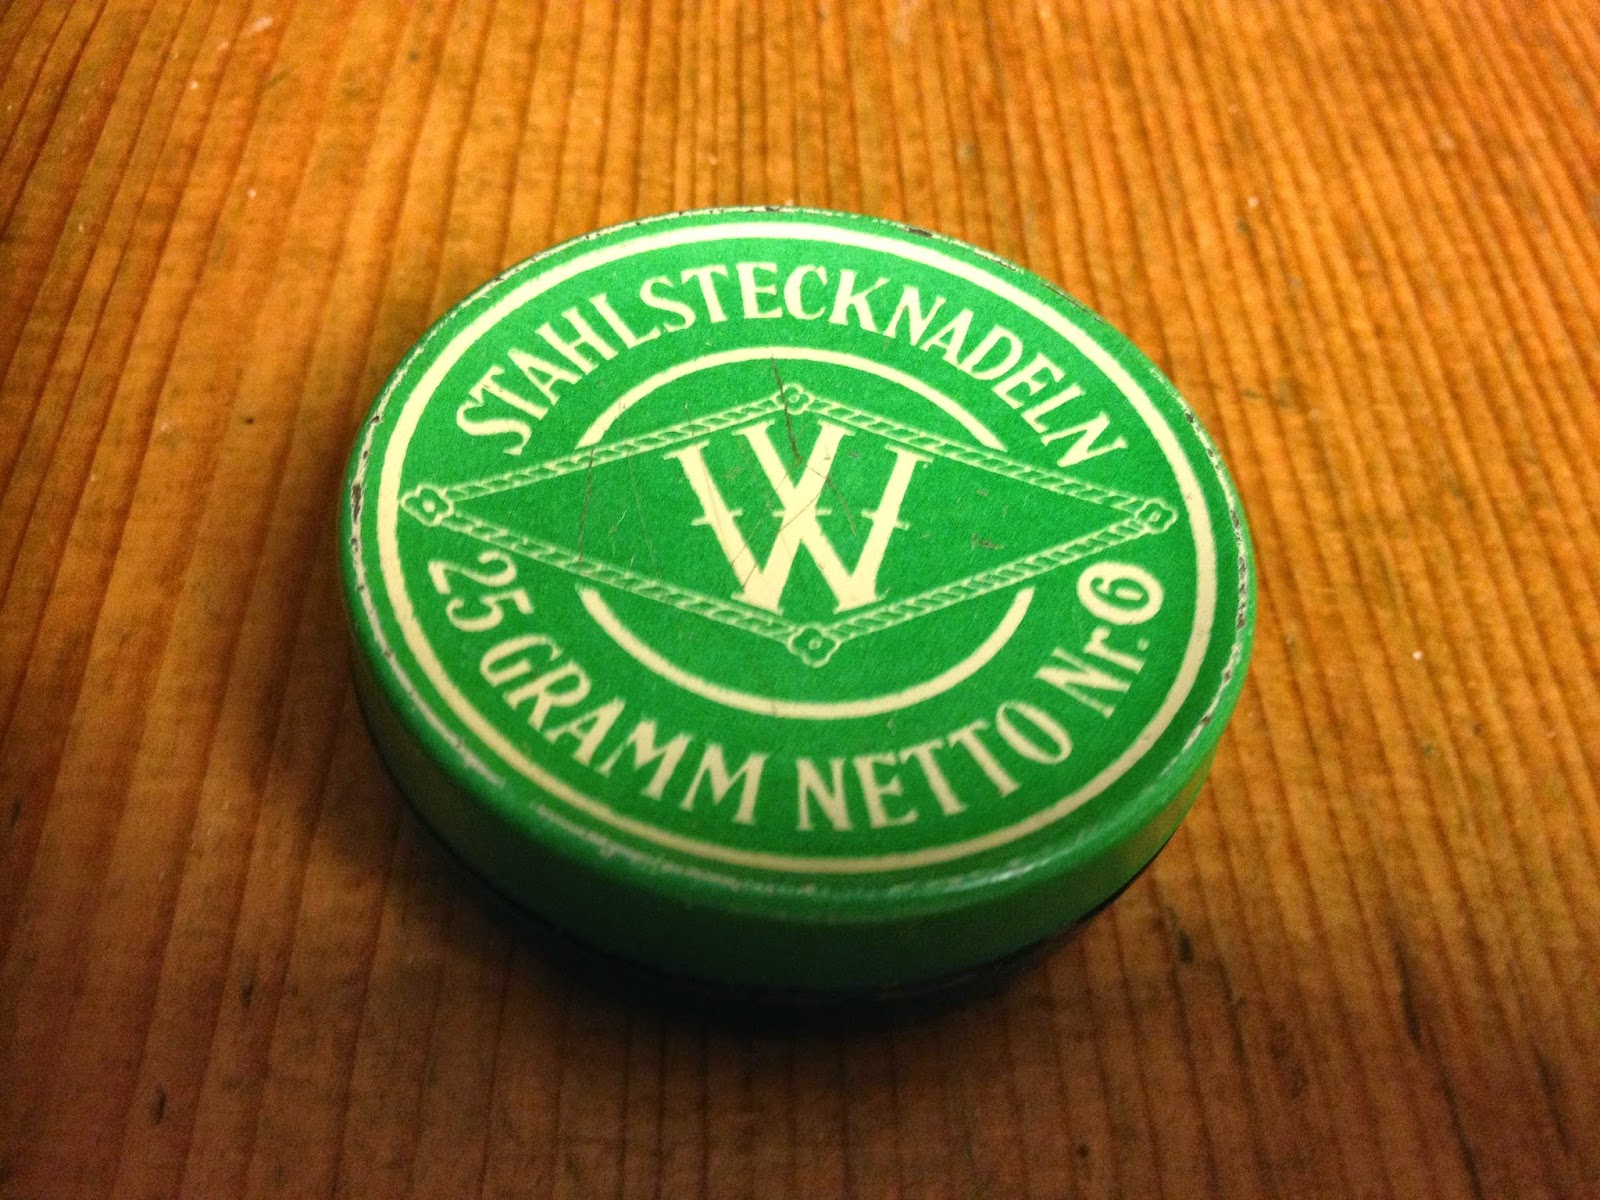 STAHLSTECKNADELN
W
25 GRAMM NETTO Nr. 6